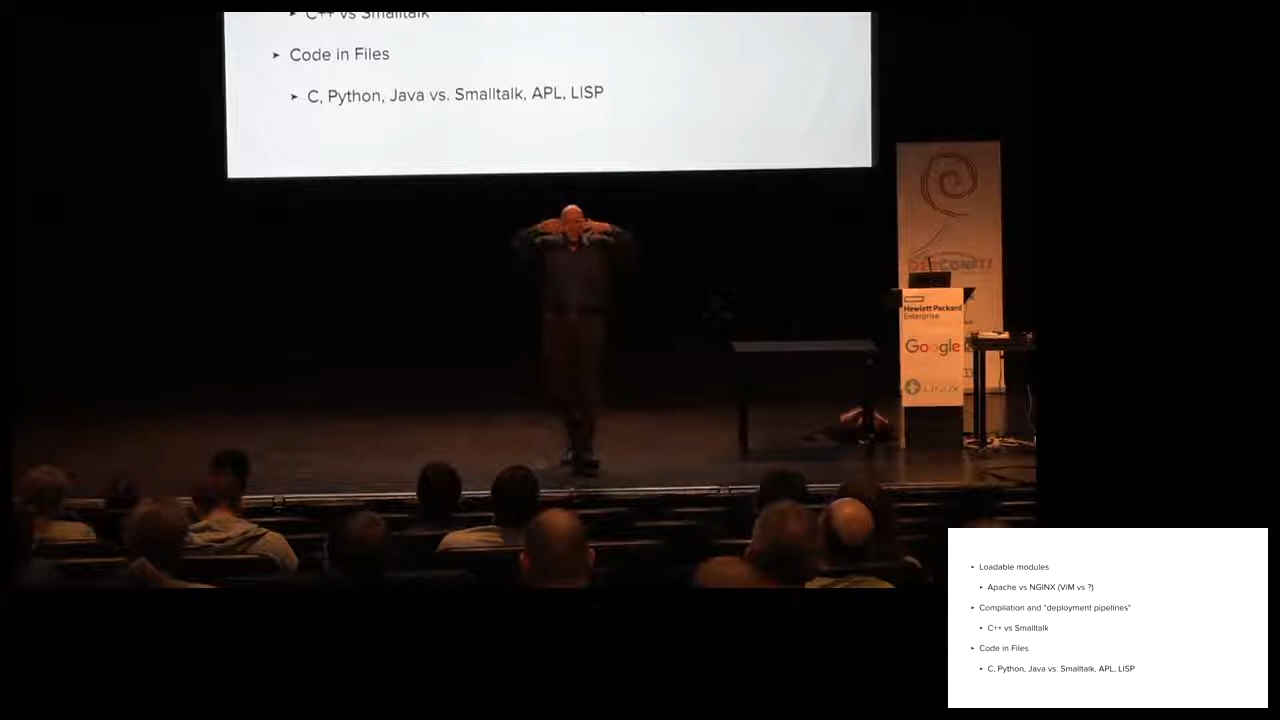 C++ vs Smalltalk
➤ Code in Files
➤ C, Python, Java vs. Smalltalk, APL, LISP
DEBCONF17
Hewlett Packard
Enterprise
Google
➤ Loadable modules
➤ Apache vs NGINX (ViM vs ?)
➤ Compilation and "deployment pipelines"
➤ C++ vs Smalltalk
➤ Code in Files
➤ C, Python, Java vs. Smalltalk, APL, LISP